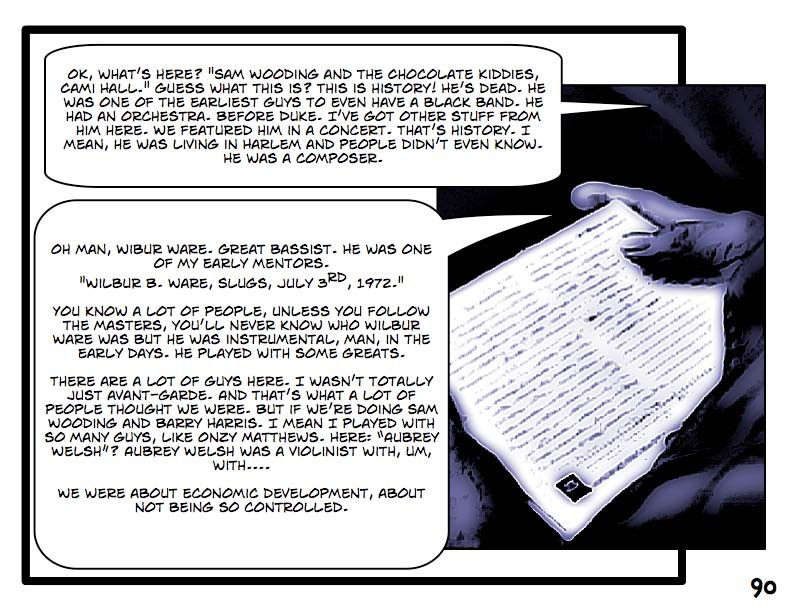 OK, WHAT'S HERE? "SAM WOODING AND THE CHOCOLATE KIDDIES,
CAMI HALL." GUESS WHAT THIS IS? THIS IS HISTORY! HE'S DEAD. HE
WAS ONE OF THE EARLIEST GUYS TO EVEN HAVE A BLACK BAND. HE
HAD AN ORCHESTRA. BEFORE DUKE. I'VE GOT OTHER STUFF FROM
HIM HERE. WE FEATURED HIM IN A CONCERT. THAT'S HISTORY. I
MEAN, HE WAS LIVING IN HARLEM AND PEOPLE DIDN'T EVEN KNOW.
HE WAS A COMPOSER.
OH MAN, WIBUR WARE. GREAT BASSIST. HE WAS ONE
OF MY EARLY MENTORS.
"WILBUR B. WARE, SLUGS, JULY 3RD, 1972."
YOU KNOW A LOT OF PEOPLE, UNLESS YOU FOLLOW
THE MASTERS, YOU'LL NEVER KNOW WHO WILBUR
WARE WAS BUT HE WAS INSTRUMENTAL, MAN, IN THE
EARLY DAYS. HE PLAYED WITH SOME GREATS.
THERE ARE A LOT OF GUYS HERE. I WASN'T TOTALLY
JUST AVANT-GARDE. AND THAT'S WHAT A LOT OF
PEOPLE THOUGHT WE WERE. BUT IF WE'RE DOING SAM
WOODING AND BARRY HARRIS. I MEAN I PLAYED WITH
SO MANY GUYS, LIKE ONZY MATTHEWS. HERE: "AUBREY
WELSH"? AUBREY WELSH WAS A VIOLINIST WITH, UM,
WITH....
WE WERE ABOUT ECONOMIC DEVELOPMENT, ABOUT
NOT BEING SO CONTROLLED.
90